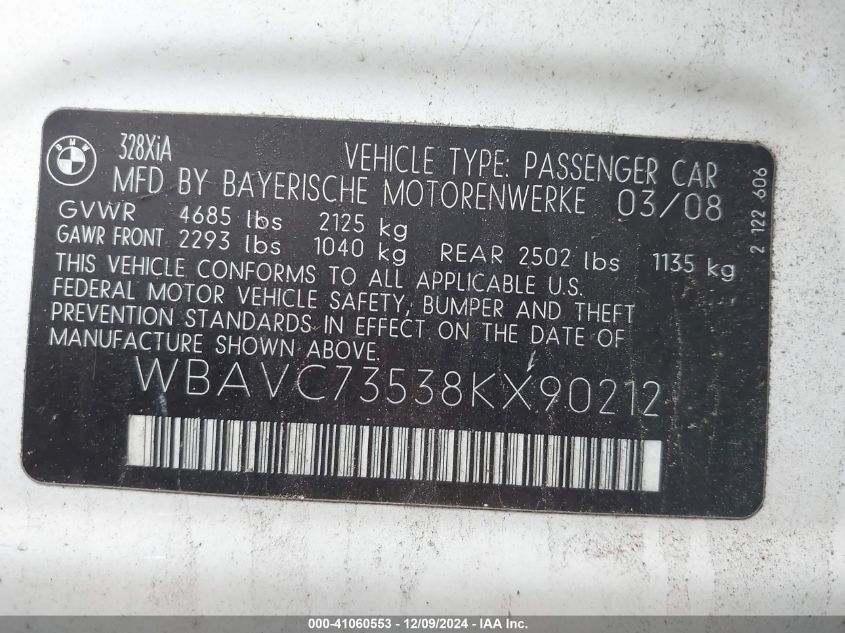 BMW
328XiA VEHICLE TYPE: PASSENGER CAR
MFD BY BAYERISCHE MOTORENWERKE 03/08
GVWR 4685 lbs 2125 kg
GAWR FRONT 2293 lbs 1040 kg REAR 2502 lbs 1135 kg
THIS VEHICLE CONFORMS TO ALL APPLICABLE U.S.
FEDERAL MOTOR VEHICLE SAFETY, BUMPER AND THEFT
PREVENTION STANDARDS IN EFFECT ON THE DATE OF
MANUFACTURE SHOWN ABOVE.
WBAVC73538KX90212
2 122 606
000-41060553 - 12/09/2024 - IAA Inc.